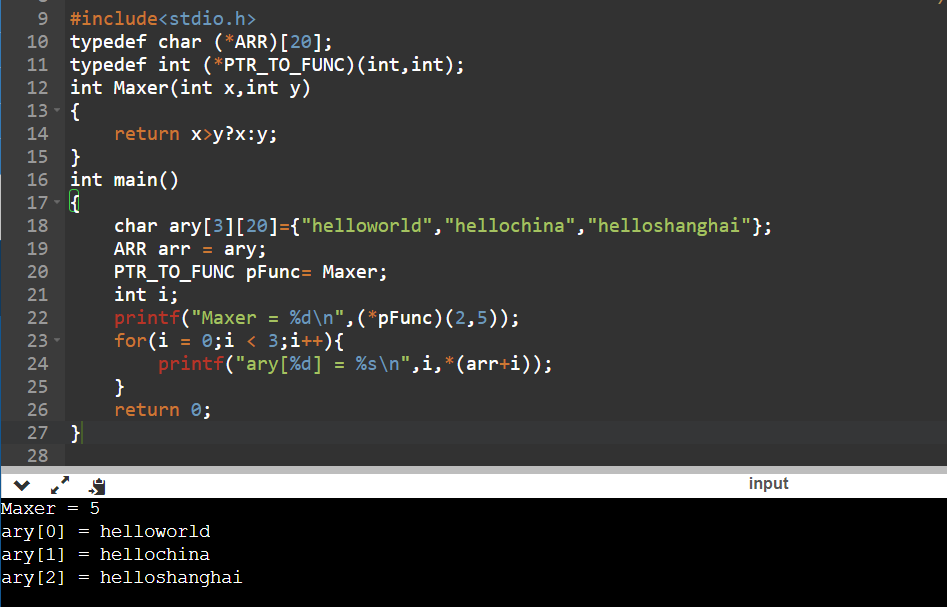 9 #include<stdio.h>
10 typedef char (*ARR)[20];
11 typedef int (*PTR_TO_FUNC)(int,int);
12 int Maxer(int x,int y)
13 {
14     return x>y?x:y;
15 }
16 int main()
17 {
18     char ary[3][20]={"helloworld","hellochina","helloshanghai"};
19     ARR arr = ary;
20     PTR_TO_FUNC pFunc= Maxer;
21     int i;
22     printf("Maxer = %d\n",(*pFunc)(2,5));
23     for(i = 0;i < 3;i++){
24         printf("ary[%d] = %s\n",i,*(arr+i));
25     }
26     return 0;
27 }
28
input
Maxer = 5
ary[0] = helloworld
ary[1] = hellochina
ary[2] = helloshanghai